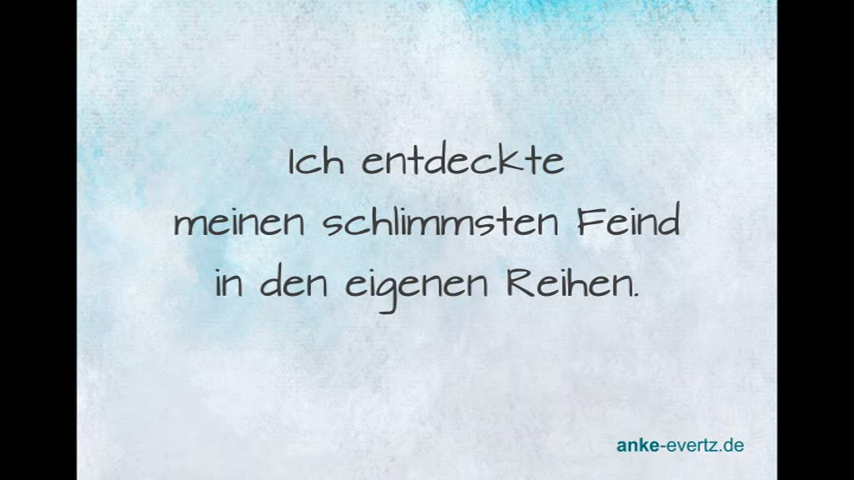 Ich entdeckte
meinen schlimmsten Feind
in den eigenen Reihen.
anke-evertz.de